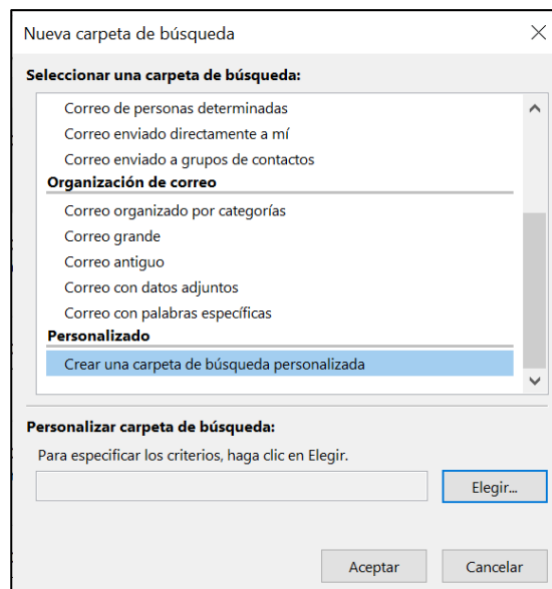 Nueva carpeta de búsqueda
Seleccionar una carpeta de búsqueda:
Correo de personas determinadas
Correo enviado directamente a mí
Correo enviado a grupos de contactos
Organización de correo
Correo organizado por categorías
Correo grande
Correo antiguo
Correo con datos adjuntos
Correo con palabras específicas
Personalizado
Crear una carpeta de búsqueda personalizada
Personalizar carpeta de búsqueda:
Para especificar los criterios, haga clic en Elegir.
Elegir...
Aceptar
Cancelar